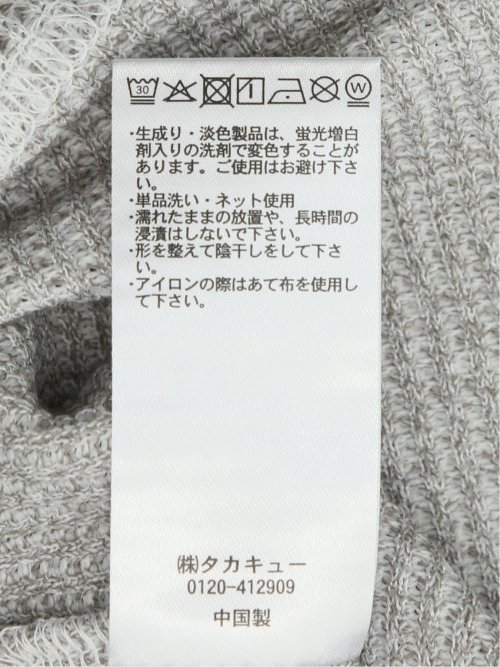 30 W
・生成り・淡色製品は、蛍光増白
剤入りの洗剤で変色することが
あります。ご使用はお避け下さ
い。
・単品洗い・ネット使用
・濡れたままの放置や、長時間の
浸漬はしないで下さい。
・形を整えて陰干しをして下さ
い。
・アイロンの際はあて布を使用し
て下さい。
㈱タカキュー
0120-412909
中国製